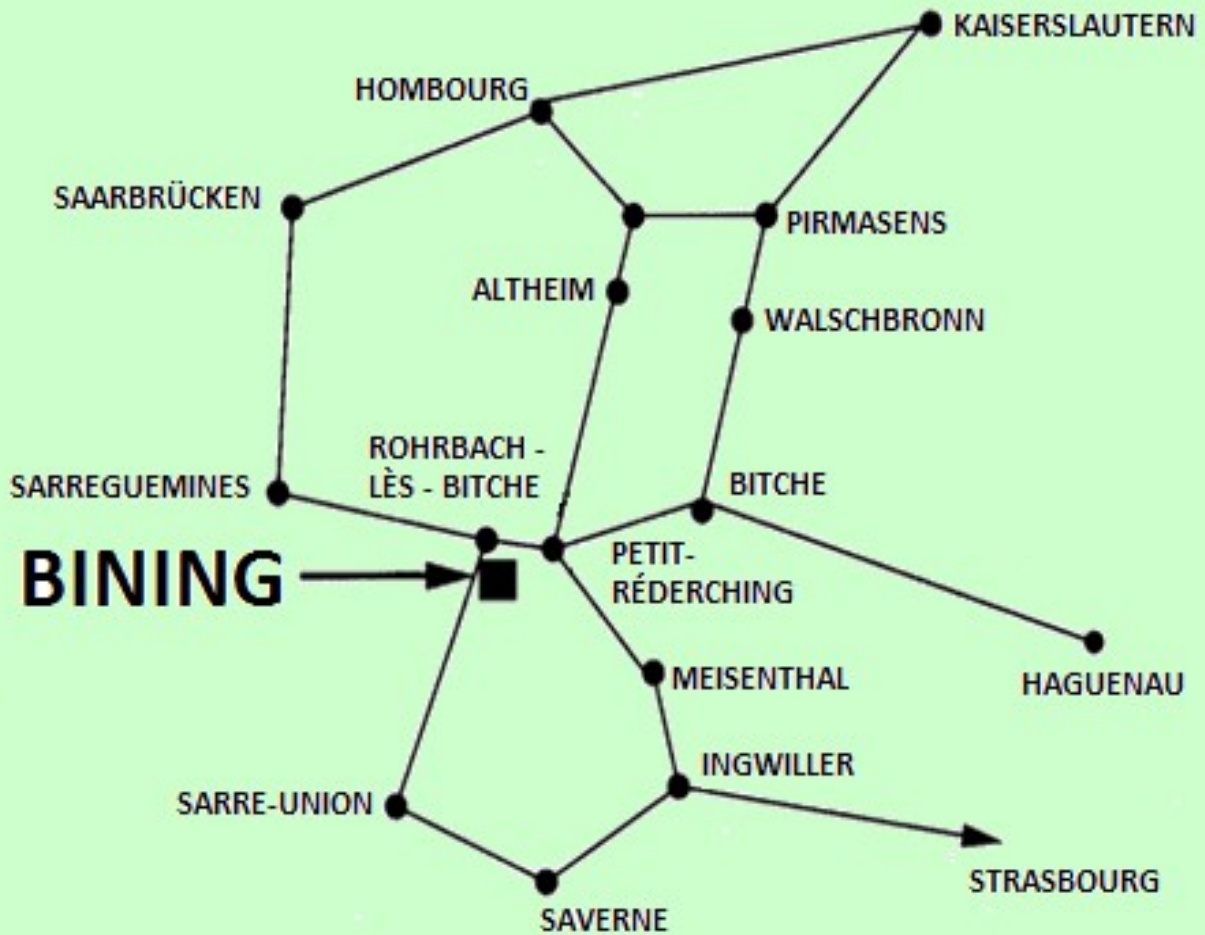 KAISERSLAUTERN
HOMBOURG
SAARBRÜCKEN
PIRMASENS
ALTHEIM
WALSCHBRONN
ROHRBACH -
LÈS - BITCHE
SARREGUEMINES
BITCHE
BINING
PETIT-
RÉDERCHING
MEISENTHAL
HAGUENAU
INGWILLER
SARRE-UNION
STRASBOURG
SAVERNE